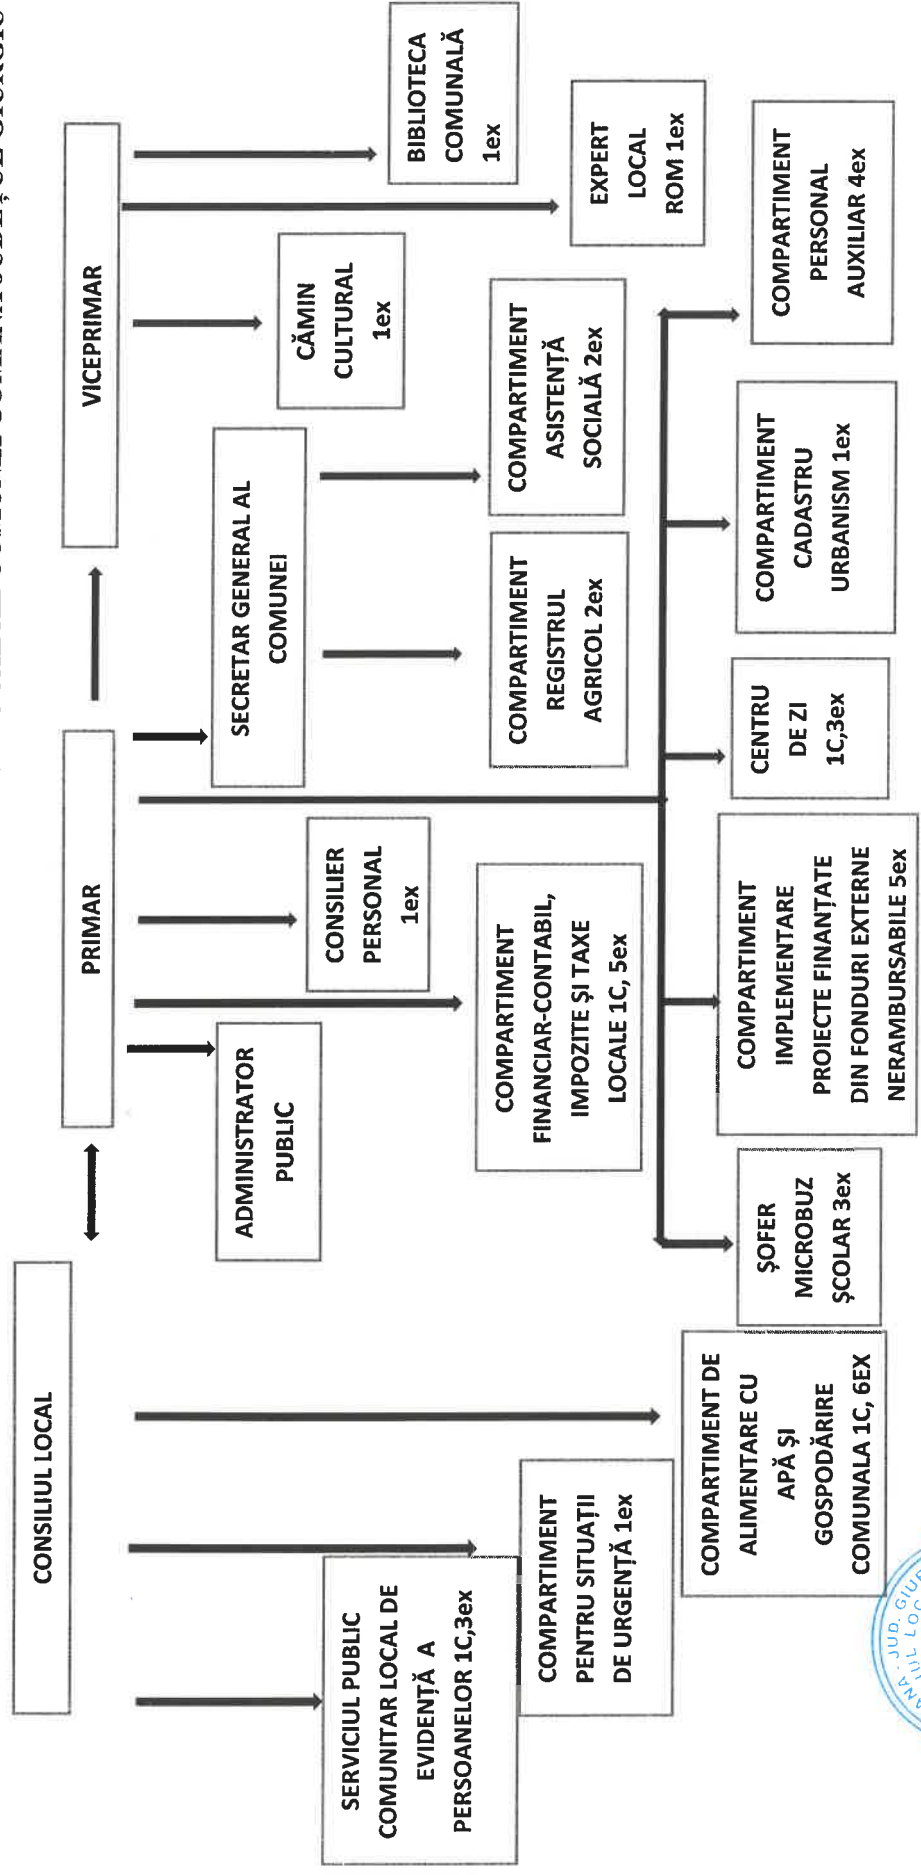 CONSILIUL LOCAL
PRIMAR
VICEPRIMAR
ADMINISTRATOR
PUBLIC
CONSILIER
PERSONAL
1ex
SECRETAR GENERAL AL
COMUNEI
CĂMIN
CULTURAL
1ex
BIBLIOTECA
COMUNALĂ
1ex
SERVICIUL PUBLIC
COMUNITAR LOCAL DE
EVIDENȚĂ A
PERSOANELOR 1C,3ex
COMPARTIMENT
FINANCIAR-CONTABIL,
IMPOZITE ȘI TAXE
LOCALE 1C, 5ex
COMPARTIMENT
REGISTRUL
AGRICOL 2ex
COMPARTIMENT
ASISTENȚĂ
SOCIALĂ 2ex
EXPERT
LOCAL
ROM 1ex
COMPARTIMENT
PENTRU SITUAȚII
DE URGENȚĂ 1ex
COMPARTIMENT DE
ALIMENTARE CU
APĂ ȘI
GOSPODĂRIRE
COMUNALA 1C, 6EX
ȘOFER
MICROBUZ
ȘCOLAR 3ex
COMPARTIMENT
IMPLEMENTARE
PROIECTE FINANȚATE
DIN FONDURI EXTERNE
NERAMBURSABILE 5ex
CENTRU
DE ZI
1C,3ex
COMPARTIMENT
CADASTRU
URBANISM 1ex
COMPARTIMENT
PERSONAL
AUXILIAR 4ex